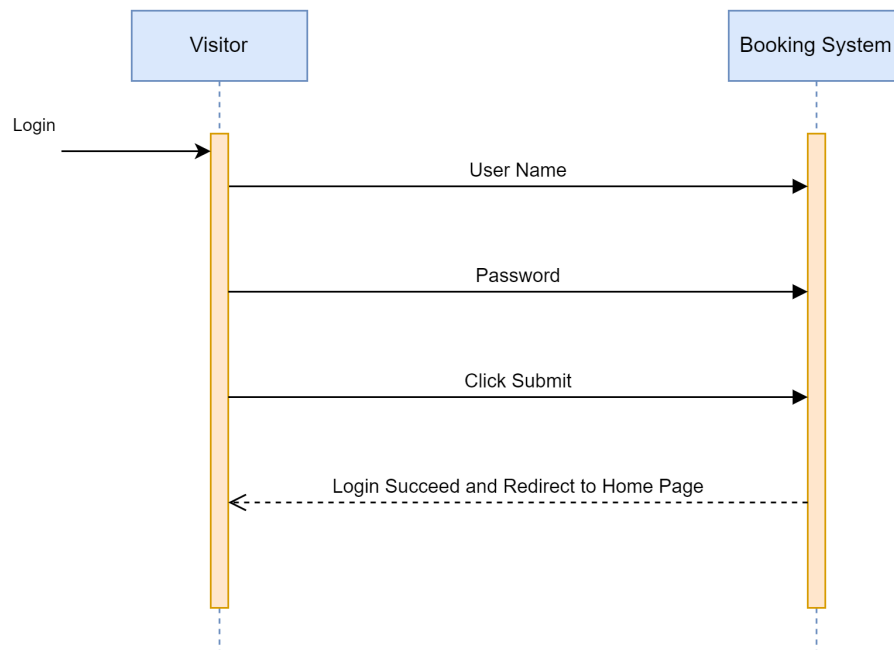 Visitor
Booking System
Login
User Name
Password
Click Submit
Login Succeed and Redirect to Home Page